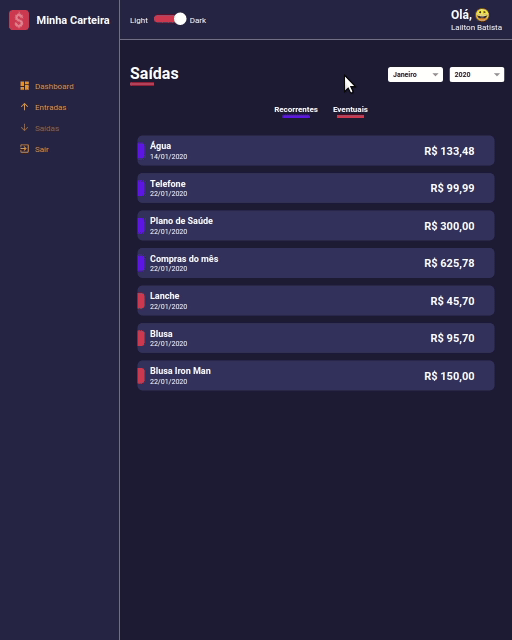 Minha Carteira
Light
Dark
Olá, 😀
Lailton Batista
Dashboard
Entradas
Saídas
Sair
Saídas
Janeiro
2020
Recorrentes
Eventuais
Água
14/01/2020
R$ 133,48
Telefone
22/01/2020
R$ 99,99
Plano de Saúde
22/01/2020
R$ 300,00
Compras do mês
22/01/2020
R$ 625,78
Lanche
22/01/2020
R$ 45,70
Blusa
22/01/2020
R$ 95,70
Blusa Iron Man
22/01/2020
R$ 150,00